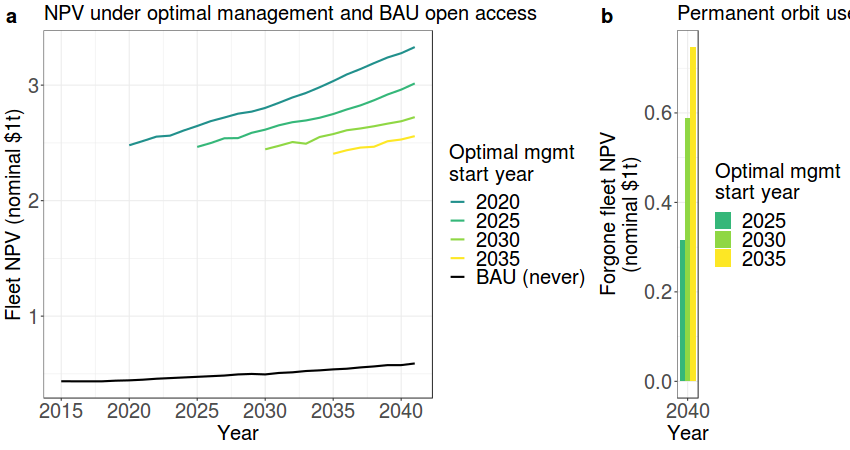 a NPV under optimal management and BAU open access
3
2
1
Fleet NPV (nominal $1t)
2015 2020 2025 2030 2035 2040
Year
Optimal mgmt
start year
2020
2025
2030
2035
BAU (never)
b Permanent orbit use
0.6
0.4
0.2
0.0
Forgone fleet NPV
(nominal $1t)
2040
Year
Optimal mgmt
start year
2025
2030
2035